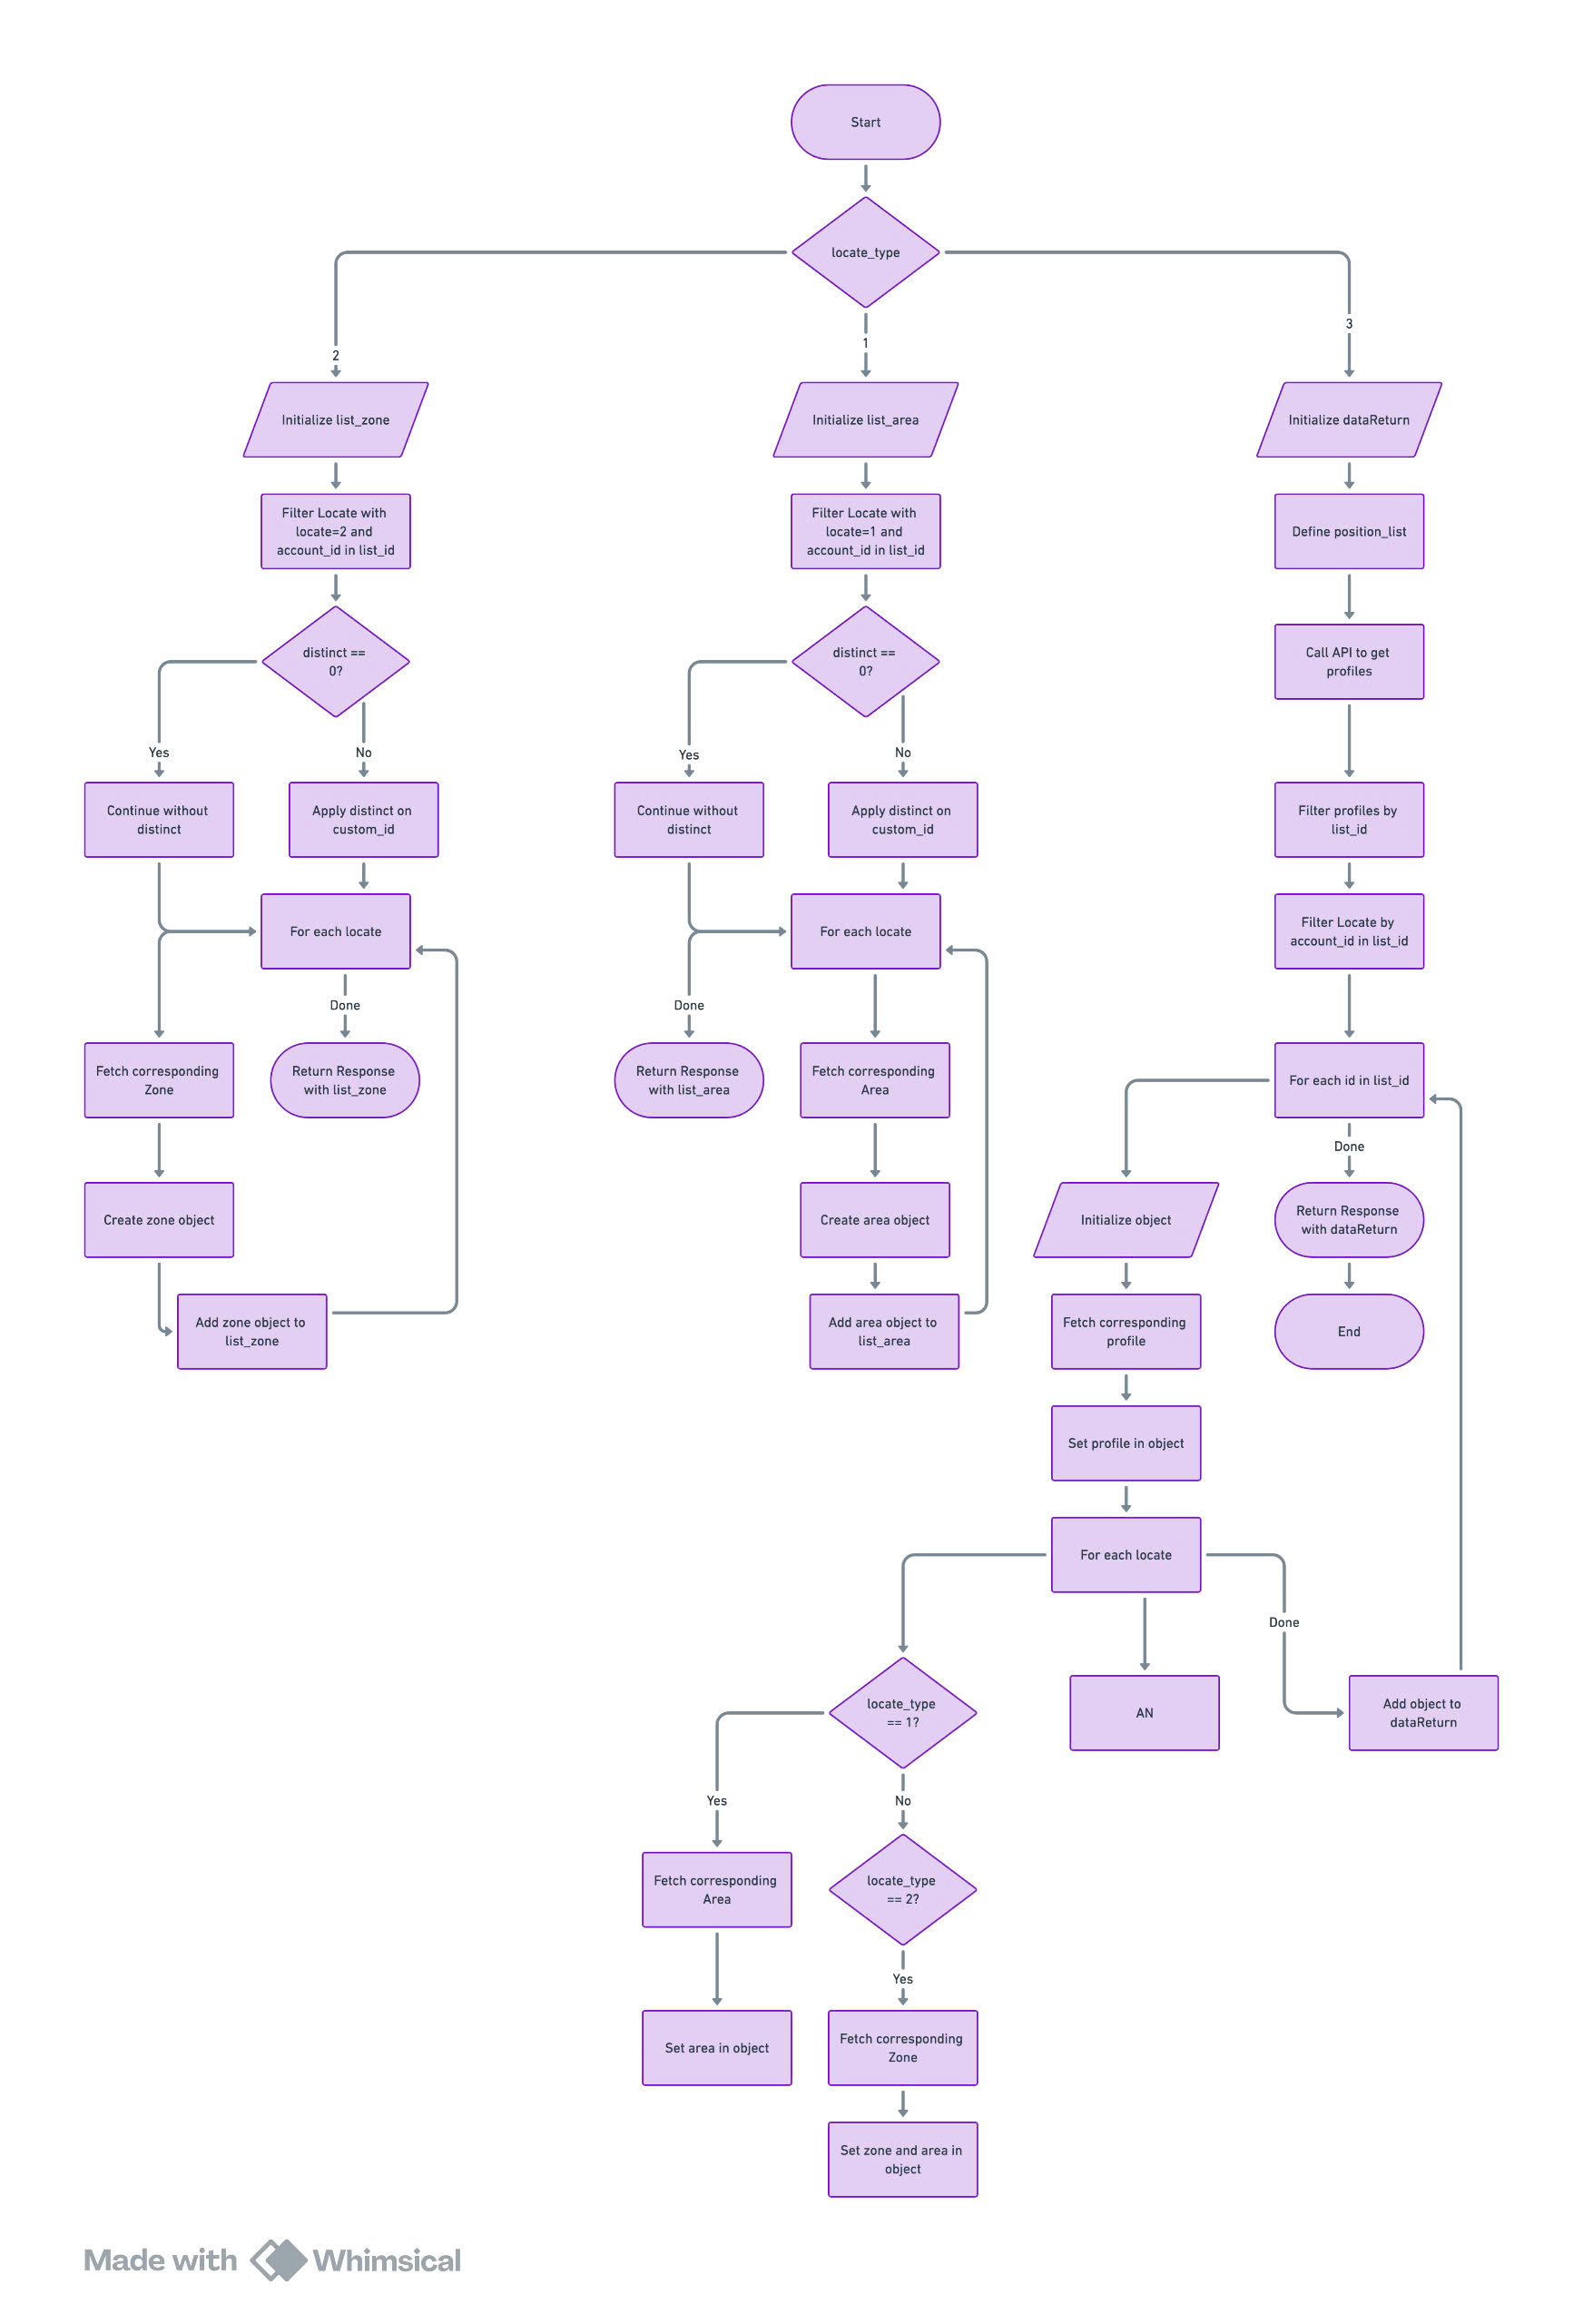 Start
locate_type
2
1
3
Initialize list_zone
Initialize list_area
Initialize dataReturn
Filter Locate with
locate=2 and
account_id in list_id
Filter Locate with
locate=1 and
account_id in list_id
Define position_list
distinct ==
0?
distinct ==
0?
Call API to get
profiles
Yes
No
Yes
No
Continue without
distinct
Apply distinct on
custom_id
Continue without
distinct
Apply distinct on
custom_id
Filter profiles by
list_id
For each locate
For each locate
Filter Locate by
account_id in list_id
Done
Done
Fetch corresponding
Zone
Return Response
with list_zone
Return Response
with list_area
Fetch corresponding
Area
For each id in list_id
Done
Create zone object
Create area object
Initialize object
Return Response
with dataReturn
Add zone object to
list_zone
Add area object to
list_area
Fetch corresponding
profile
End
Set profile in object
For each locate
Done
locate_type
== 1?
AN
Add object to
dataReturn
Yes
No
Fetch corresponding
Area
locate_type
== 2?
Yes
Set area in object
Fetch corresponding
Zone
Set zone and area in
object
Made with Whimsical